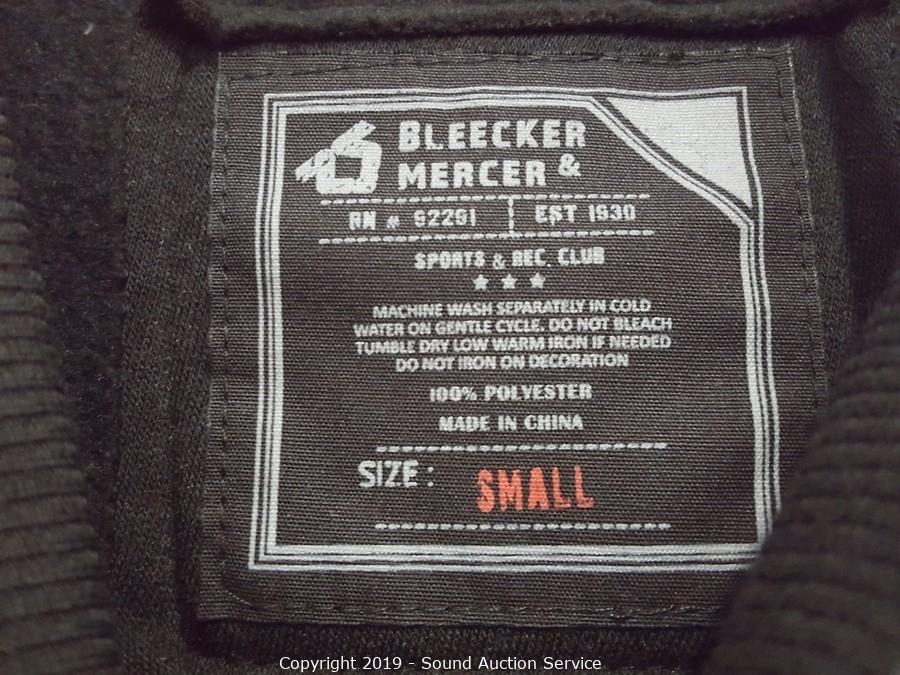 BLEECKER
MERCER &
RN # 62261 EST 1930
SPORTS & REC. CLUB
MACHINE WASH SEPARATELY IN COLD
WATER ON GENTLE CYCLE. DO NOT BLEACH
TUMBLE DRY LOW WARM IRON IF NEEDED
DO NOT IRON ON DECORATION
100% POLYESTER
MADE IN CHINA
SIZE : SMALL
Copyright 2019 - Sound Auction Service